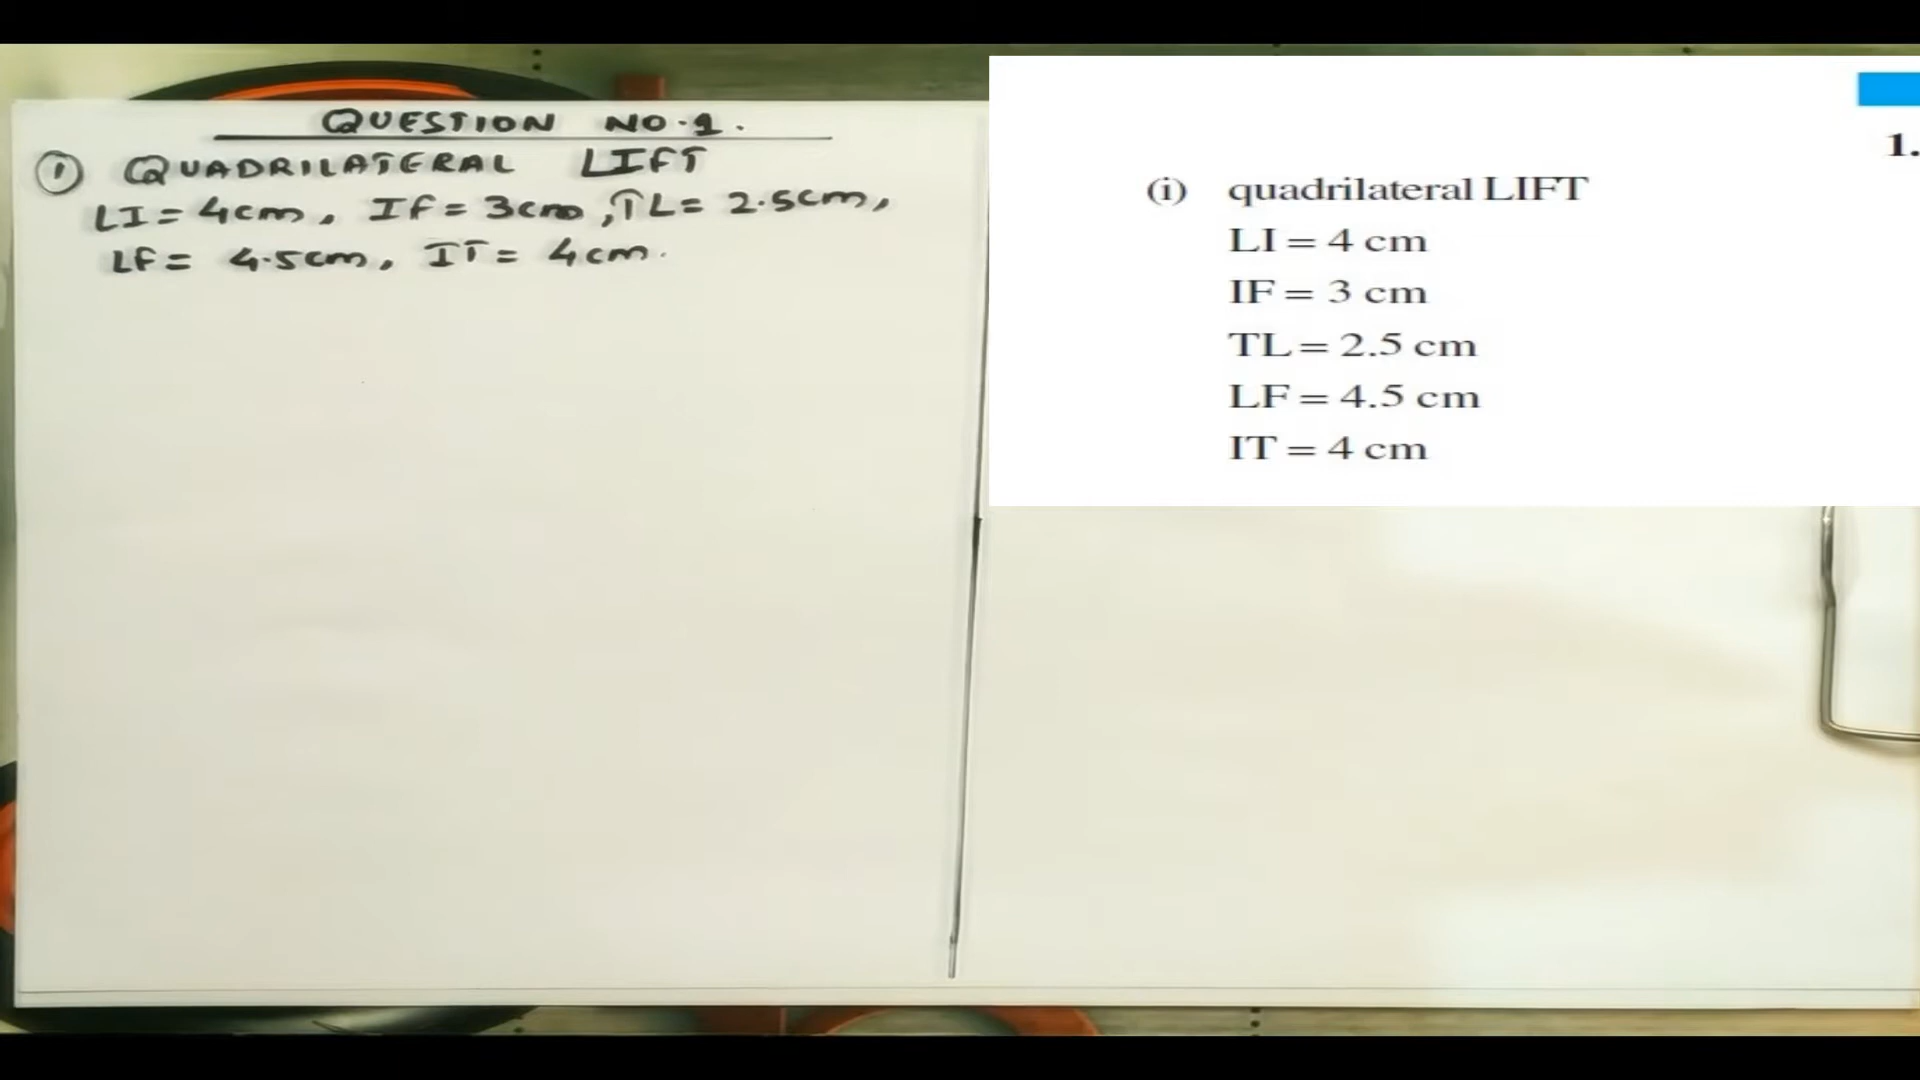 QUESTION NO.1.
① QUADRILATERAL LIFT
LI = 4cm, IF = 3cm, TL = 2.5cm,
LF = 4.5cm, IT = 4cm.
1.
(i) quadrilateral LIFT
LI = 4 cm
IF = 3 cm
TL = 2.5 cm
LF = 4.5 cm
IT = 4 cm